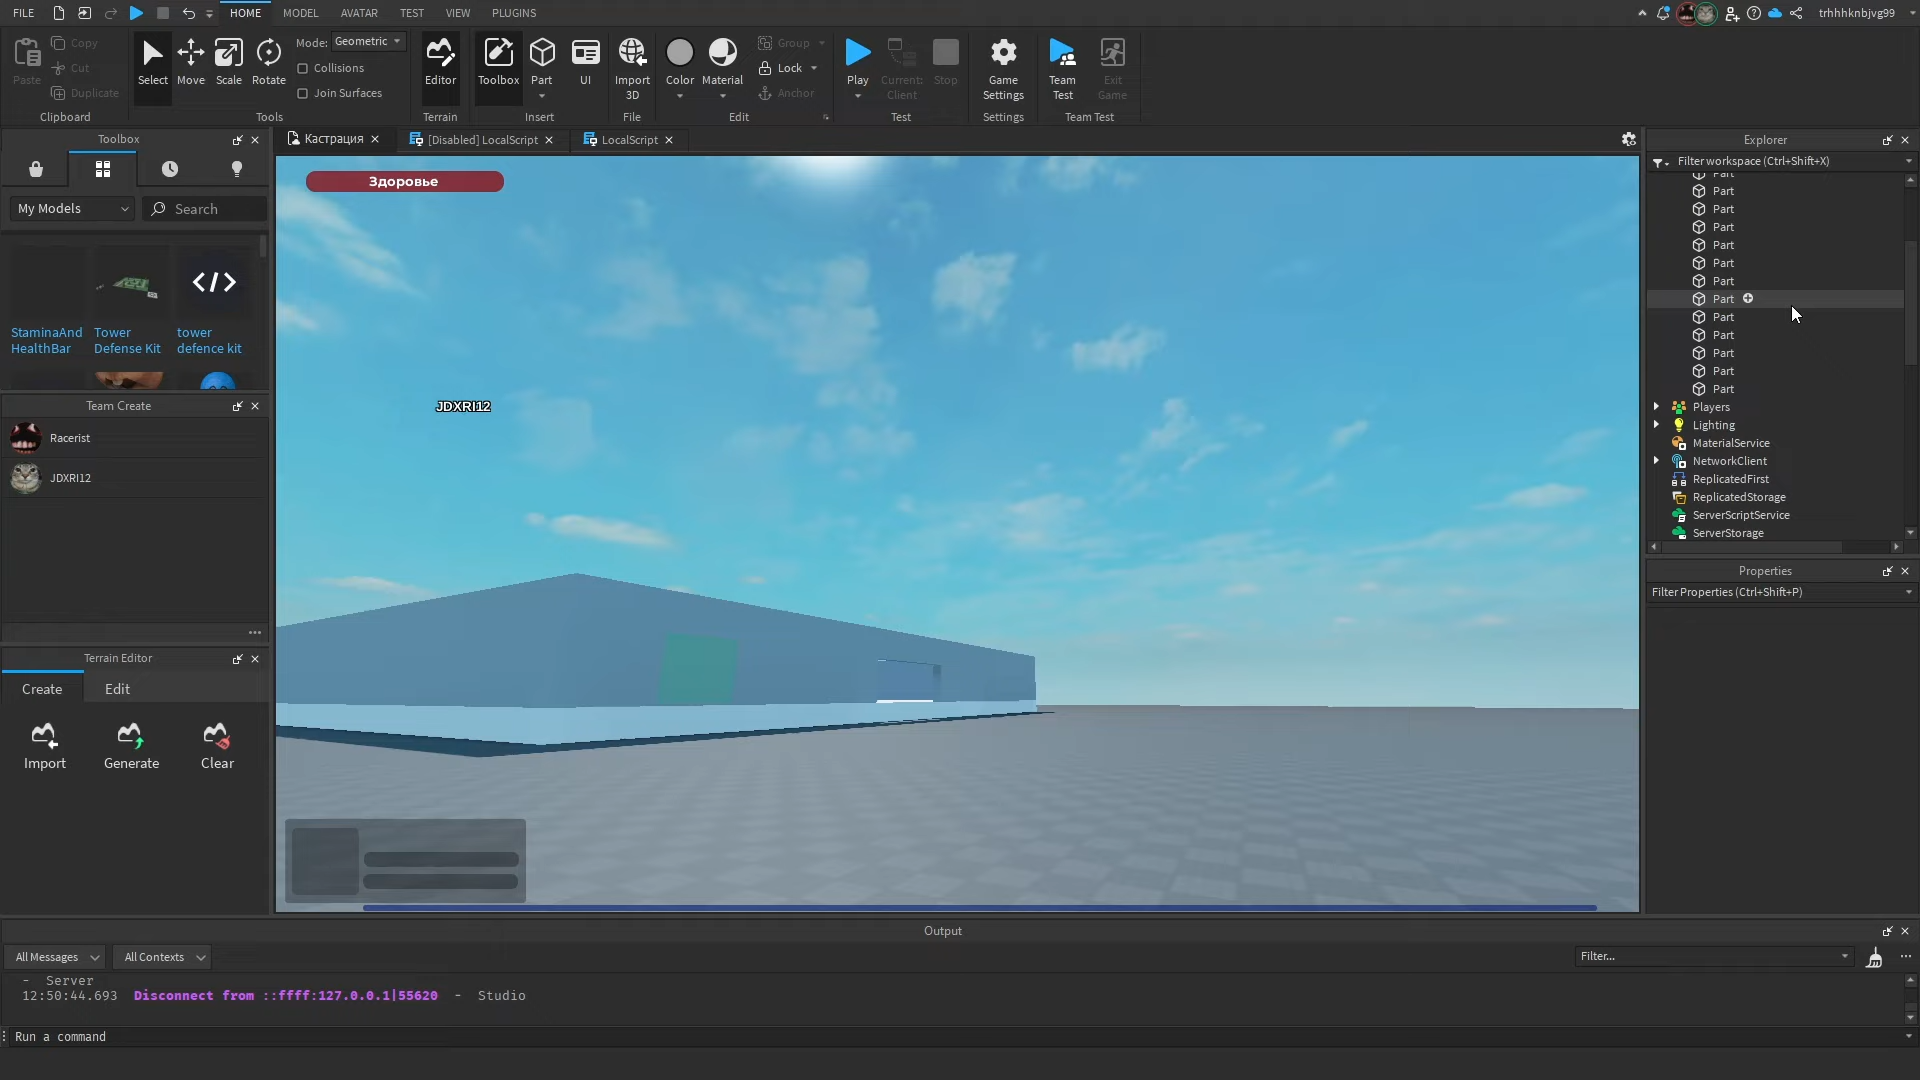 FILE
HOME
MODEL
AVATAR
TEST
VIEW
PLUGINS
trhhhknbjvg99
Paste
Copy
Cut
Duplicate
Clipboard
Select
Move
Scale
Rotate
Mode: Geometric
Collisions
Join Surfaces
Tools
Editor
Terrain
Toolbox
Part
UI
Insert
Import
3D
File
Color
Material
Group
Lock
Anchor
Edit
Play
Current:
Client
Stop
Test
Game
Settings
Settings
Team
Test
Exit
Game
Team Test
Toolbox
My Models
Search
StaminaAnd
HealthBar
Tower
Defense Kit
tower
defence kit
Team Create
Racerist
JDXRI12
Terrain Editor
Create
Edit
Import
Generate
Clear
Кастрация
[Disabled] LocalScript
LocalScript
Здоровье
JDXRI12
Explorer
Filter workspace (Ctrl+Shift+X)
Part
Part
Part
Part
Part
Part
Part
Part
Part
Part
Part
Part
Part
Players
Lighting
MaterialService
NetworkClient
ReplicatedFirst
ReplicatedStorage
ServerScriptService
ServerStorage
Properties
Filter Properties (Ctrl+Shift+P)
Output
All Messages
All Contexts
Filter...
- Server
12:50:44.693 Disconnect from ::ffff:127.0.0.1|55620 - Studio
Run a command